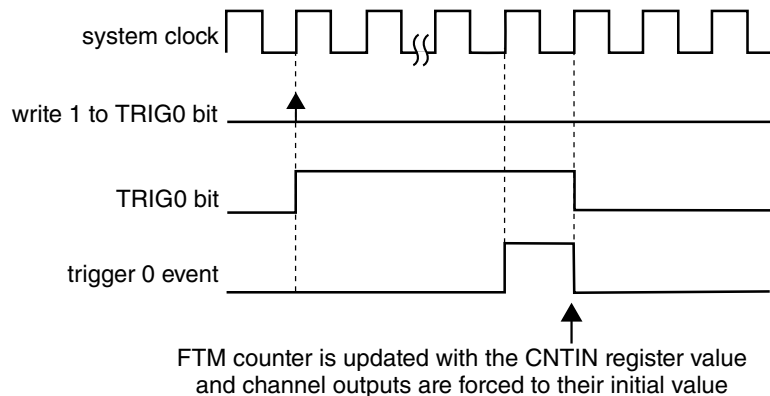 system clock
write 1 to TRIG0 bit
TRIG0 bit
trigger 0 event
FTM counter is updated with the CNTIN register value
and channel outputs are forced to their initial value